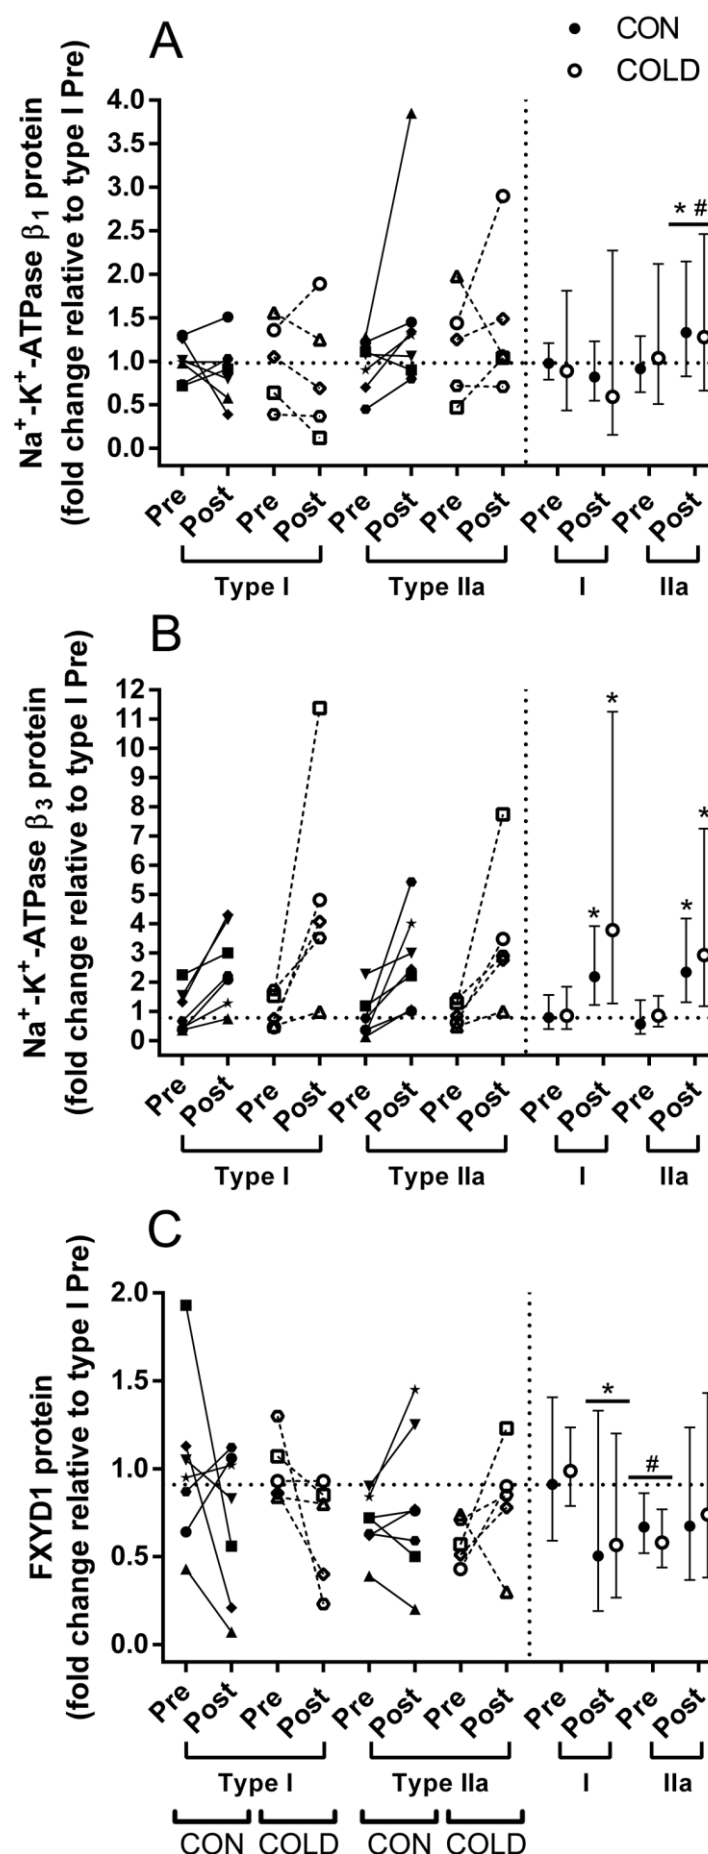 A
CON
COLD
Na+-K+-ATPase β1 protein
(fold change relative to type I Pre)
4.0
3.5
3.0
2.5
2.0
1.5
1.0
0.5
0.0
* #
Pre Post Pre Post Pre Post Pre Post Pre Post Pre Post
Type I Type IIa I IIa
B
Na+-K+-ATPase β3 protein
(fold change relative to type I Pre)
12
11
10
9
8
7
6
5
4
3
2
1
0
* * * *
Pre Post Pre Post Pre Post Pre Post Pre Post Pre Post
Type I Type IIa I IIa
C
FXYD1 protein
(fold change relative to type I Pre)
2.0
1.5
1.0
0.5
0.0
* #
Pre Post Pre Post Pre Post Pre Post Pre Post Pre Post
Type I Type IIa I IIa
CON COLD CON COLD